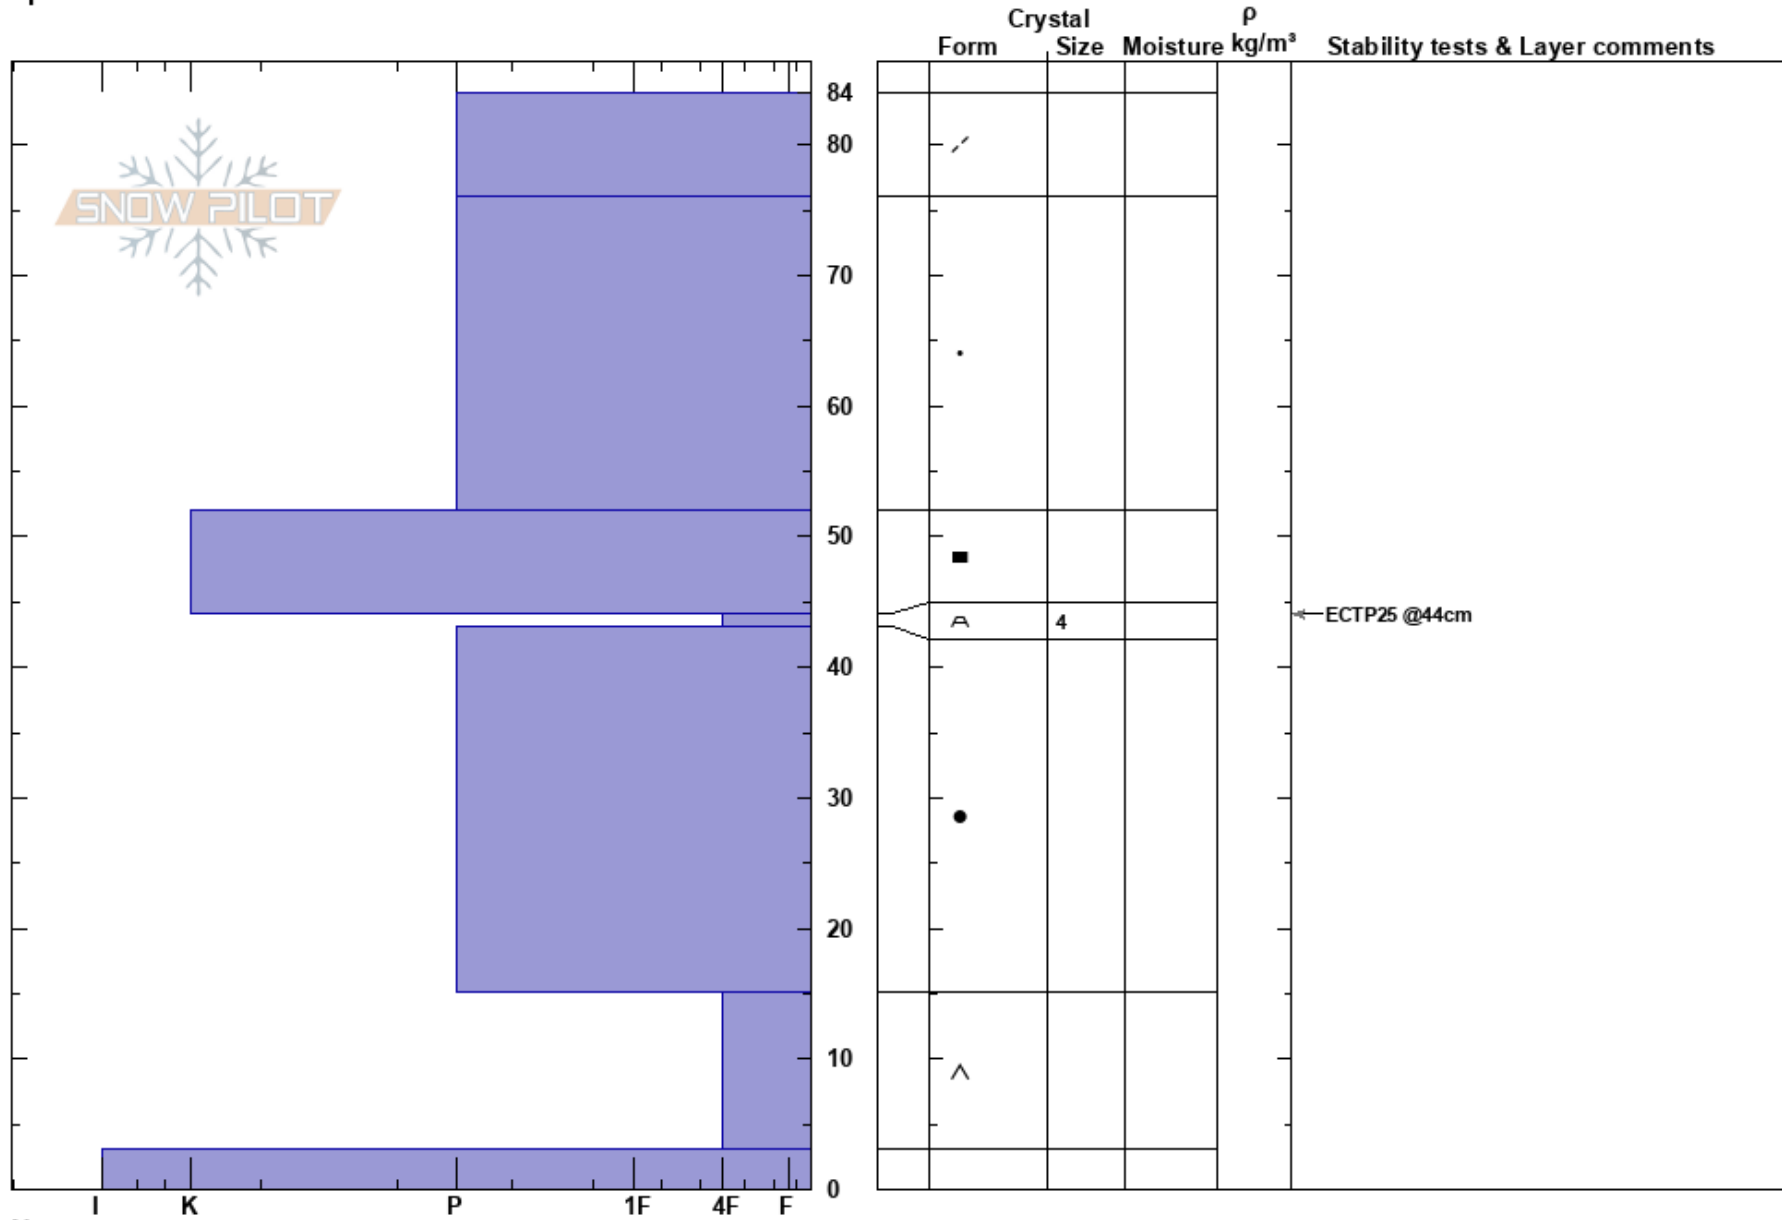 Crystal
ρ
Form Size Moisture kg/m³ Stability tests & Layer comments
84
80
SNOW PILOT
70
60
50
4
ECTP25 @44cm
40
30
20
10
0
I K P 1F 4F F